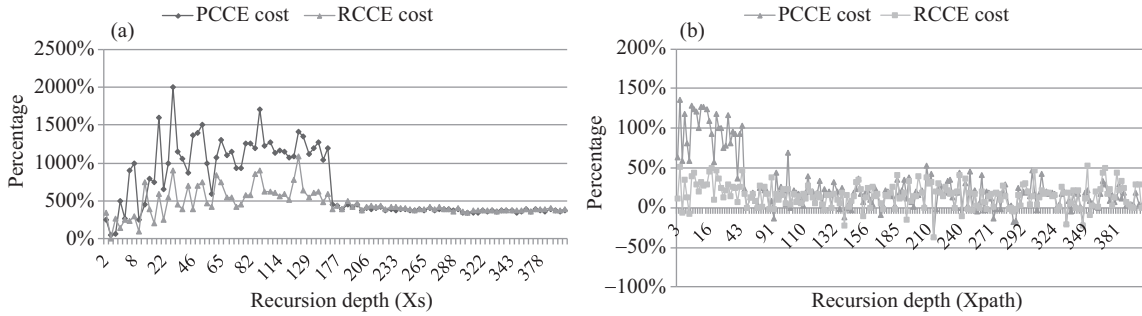 PCCE cost RCCE cost
(a)
2500%
2000%
1500%
1000%
500%
0%
Percentage
2 8 22 46 65 82 114 129 177 206 233 265 288 322 343 378
Recursion depth (Xs)
PCCE cost RCCE cost
(b)
200%
150%
100%
50%
0%
−50%
−100%
Percentage
3 16 43 91 110 132 156 185 210 240 271 292 324 349 381
Recursion depth (Xpath)